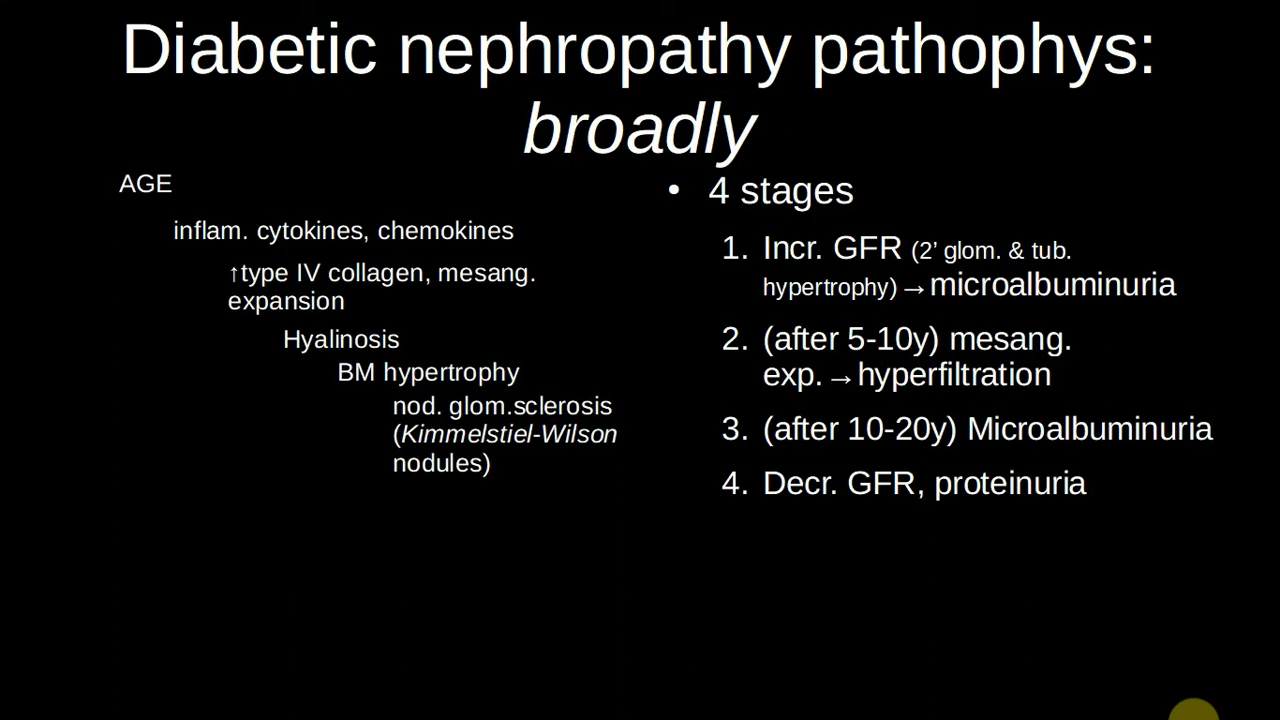 Diabetic nephropathy pathophys:
broadly
AGE
inflam. cytokines, chemokines
↑type IV collagen, mesang.
expansion
Hyalinosis
BM hypertrophy
nod. glom.sclerosis
(Kimmelstiel-Wilson
nodules)
• 4 stages
1. Incr. GFR (2’ glom. & tub.
hypertrophy)→microalbuminuria
2. (after 5-10y) mesang.
exp.→hyperfiltration
3. (after 10-20y) Microalbuminuria
4. Decr. GFR, proteinuria